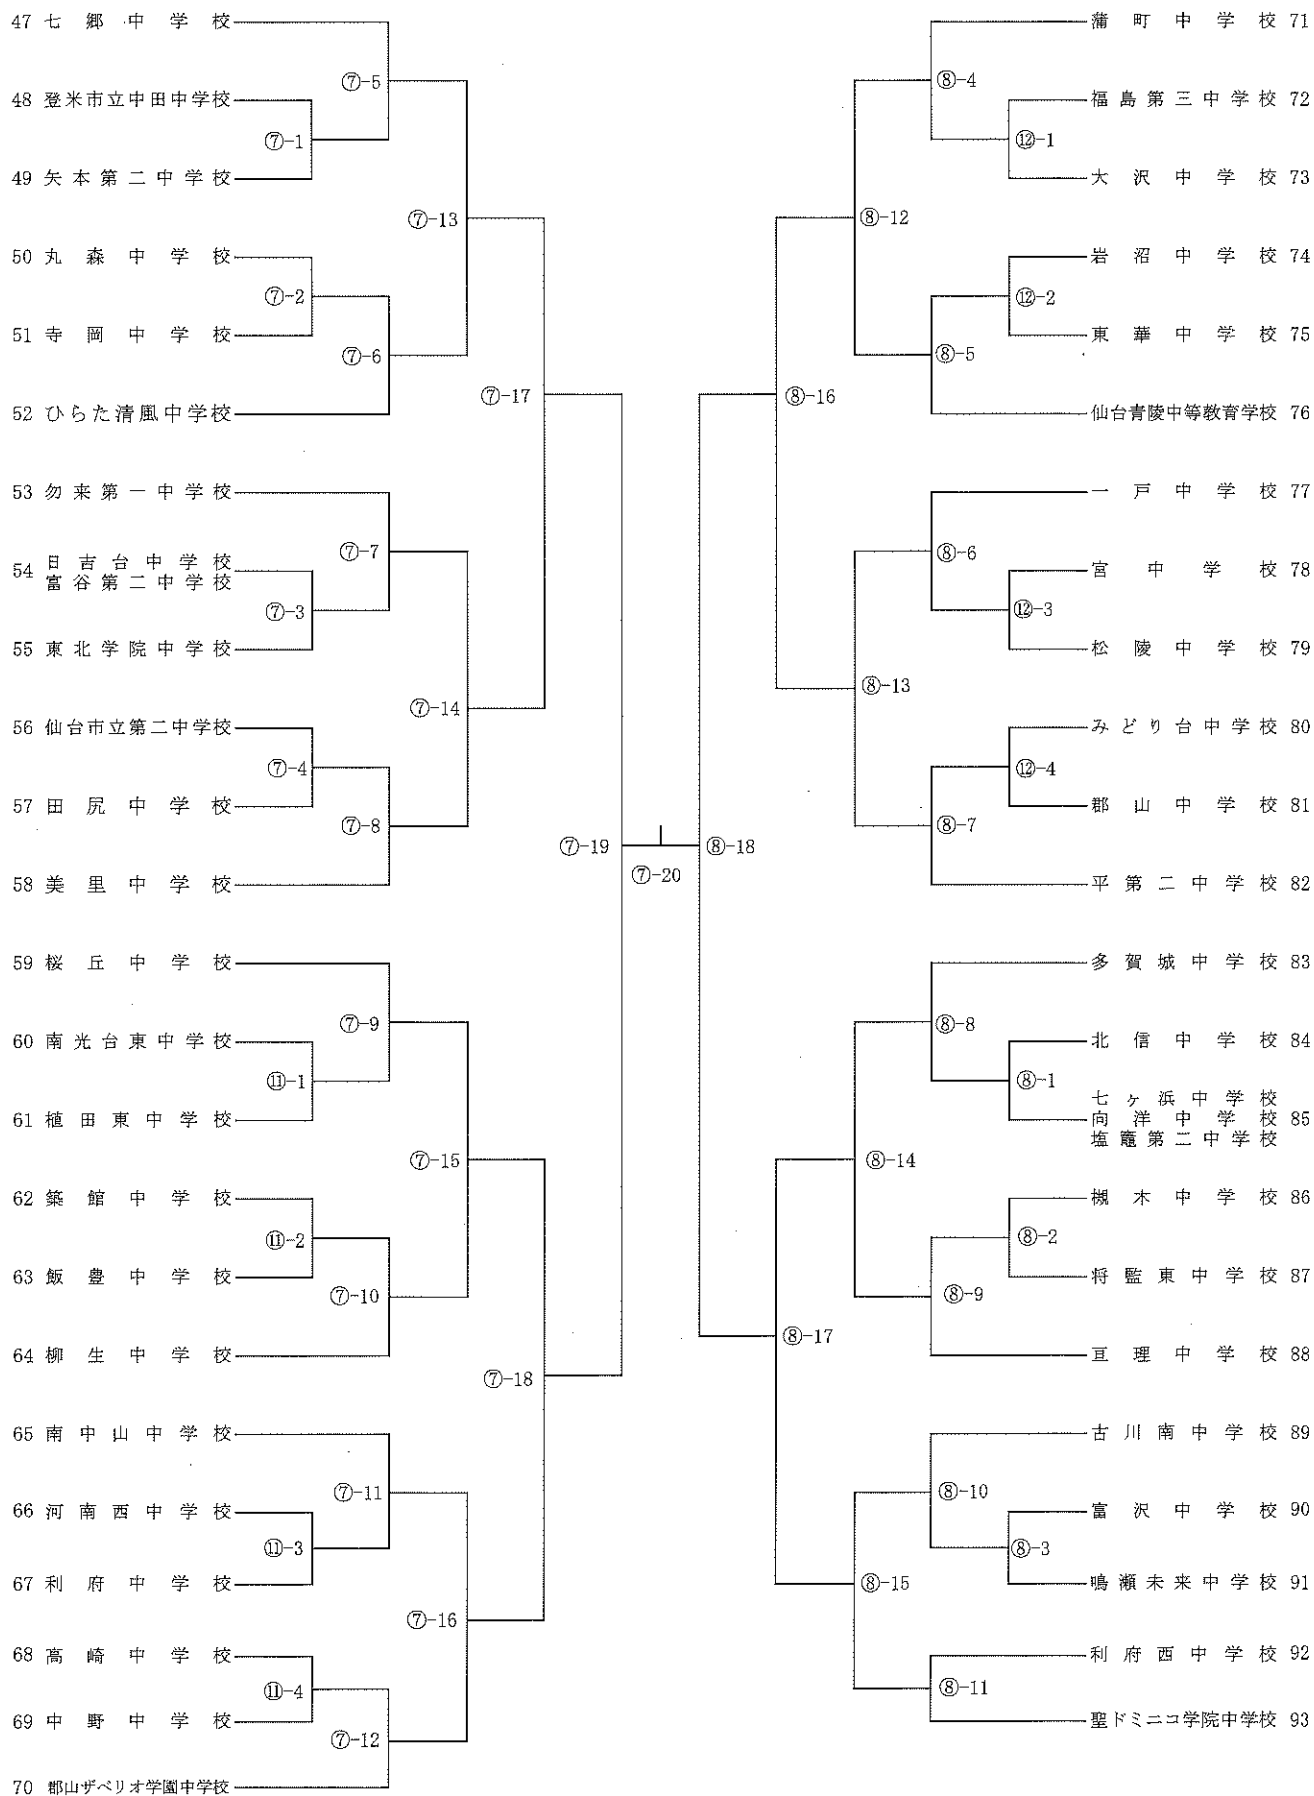 47 七郷中学校
⑦-5
48 登米市立中田中学校
⑦-1
49 矢本第二中学校
⑦-13
50 丸森中学校
⑦-2
51 寺岡中学校
⑦-6
⑦-17
52 ひらた清風中学校
53 勿来第一中学校
⑦-7
54 日吉台中学校
富谷第二中学校
⑦-3
55 東北学院中学校
⑦-14
56 仙台市立第二中学校
⑦-4
57 田尻中学校
⑦-8
⑦-19
58 美里中学校
59 桜丘中学校
⑦-9
60 南光台東中学校
⑪-1
61 植田東中学校
⑦-15
62 築館中学校
⑪-2
63 飯豊中学校
⑦-10
64 柳生中学校
⑦-18
65 南中山中学校
⑦-11
66 河南西中学校
⑪-3
67 利府中学校
⑦-16
68 高崎中学校
⑪-4
69 中野中学校
⑦-12
70 郡山ザベリオ学園中学校
⑦-20
蒲町中学校 71
⑧-4
福島第三中学校 72
⑫-1
大沢中学校 73
⑧-12
岩沼中学校 74
⑫-2
東華中学校 75
⑧-5
⑧-16
仙台青陵中等教育学校 76
一戸中学校 77
⑧-6
宮中学校 78
⑫-3
松陵中学校 79
⑧-13
みどり台中学校 80
⑫-4
郡山中学校 81
⑧-7
⑧-18
平第二中学校 82
多賀城中学校 83
⑧-8
北信中学校 84
⑧-1
七ヶ浜中学校
向洋中学校 85
塩竈第二中学校
⑧-14
槻木中学校 86
⑧-2
将監東中学校 87
⑧-9
⑧-17
亘理中学校 88
古川南中学校 89
⑧-10
富沢中学校 90
⑧-3
鳴瀬未来中学校 91
⑧-15
利府西中学校 92
⑧-11
聖ドミニコ学院中学校 93